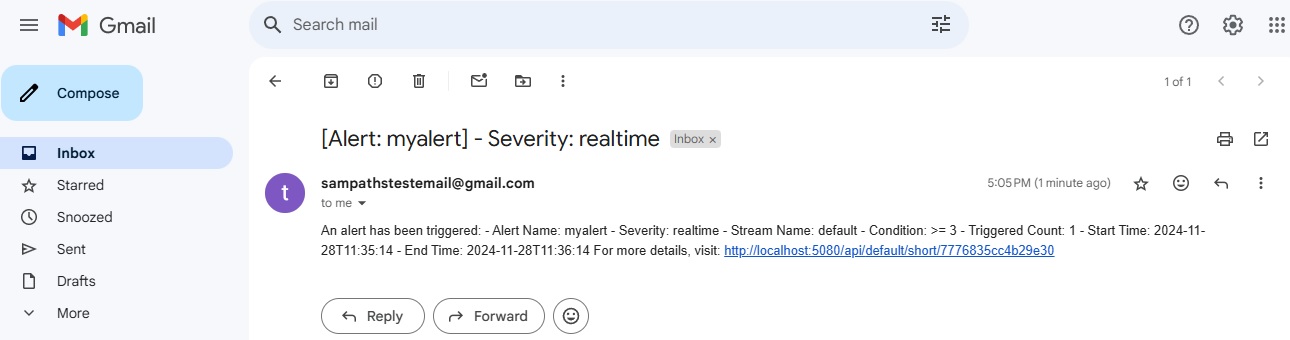 Gmail
Search mail
Compose
1 of 1
Inbox
[Alert: myalert] - Severity: realtime Inbox ×
Starred
sampathstestemail@gmail.com 5:05 PM (1 minute ago)
t
to me
Snoozed
An alert has been triggered: - Alert Name: myalert - Severity: realtime - Stream Name: default - Condition: >= 3 - Triggered Count: 1 - Start Time: 2024-11-
28T11:35:14 - End Time: 2024-11-28T11:36:14 For more details, visit: http://localhost:5080/api/default/short/7776835cc4b29e30
Sent
Drafts
More
Reply
Forward